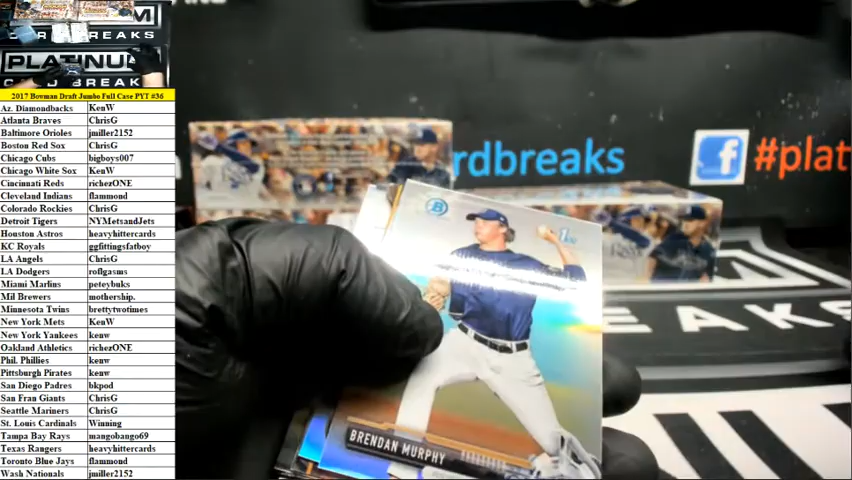 PLATINUM
BREAKS
2017 Bowman Draft Jumbo Full Case PYT #36
Az. Diamondbacks KenW
Atlanta Braves ChrisG
Baltimore Orioles jmiller2152
Boston Red Sox ChrisG
Chicago Cubs bigboys007
Chicago White Sox KenW
Cincinnati Reds richezONE
Cleveland Indians flammond
Colorado Rockies ChrisG
Detroit Tigers NYMetsandJets
Houston Astros heavyhittercards
KC Royals ggfittingsfatboy
LA Angels ChrisG
LA Dodgers roflgasms
Miami Marlins peteybuks
Mil Brewers mothership.
Minnesota Twins brettytwotimes
New York Mets KenW
New York Yankees kenw
Oakland Athletics richezONE
Phil. Phillies kenw
Pittsburgh Pirates kenw
San Diego Padres bkpod
San Fran Giants ChrisG
Seattle Mariners ChrisG
St. Louis Cardinals Winning
Tampa Bay Rays mangobango69
Texas Rangers heavyhittercards
Toronto Blue Jays flammond
Wash Nationals jmiller2152
rdbreaks
f
#plat
B
1st
BRENDAN MURPHY
EAKS